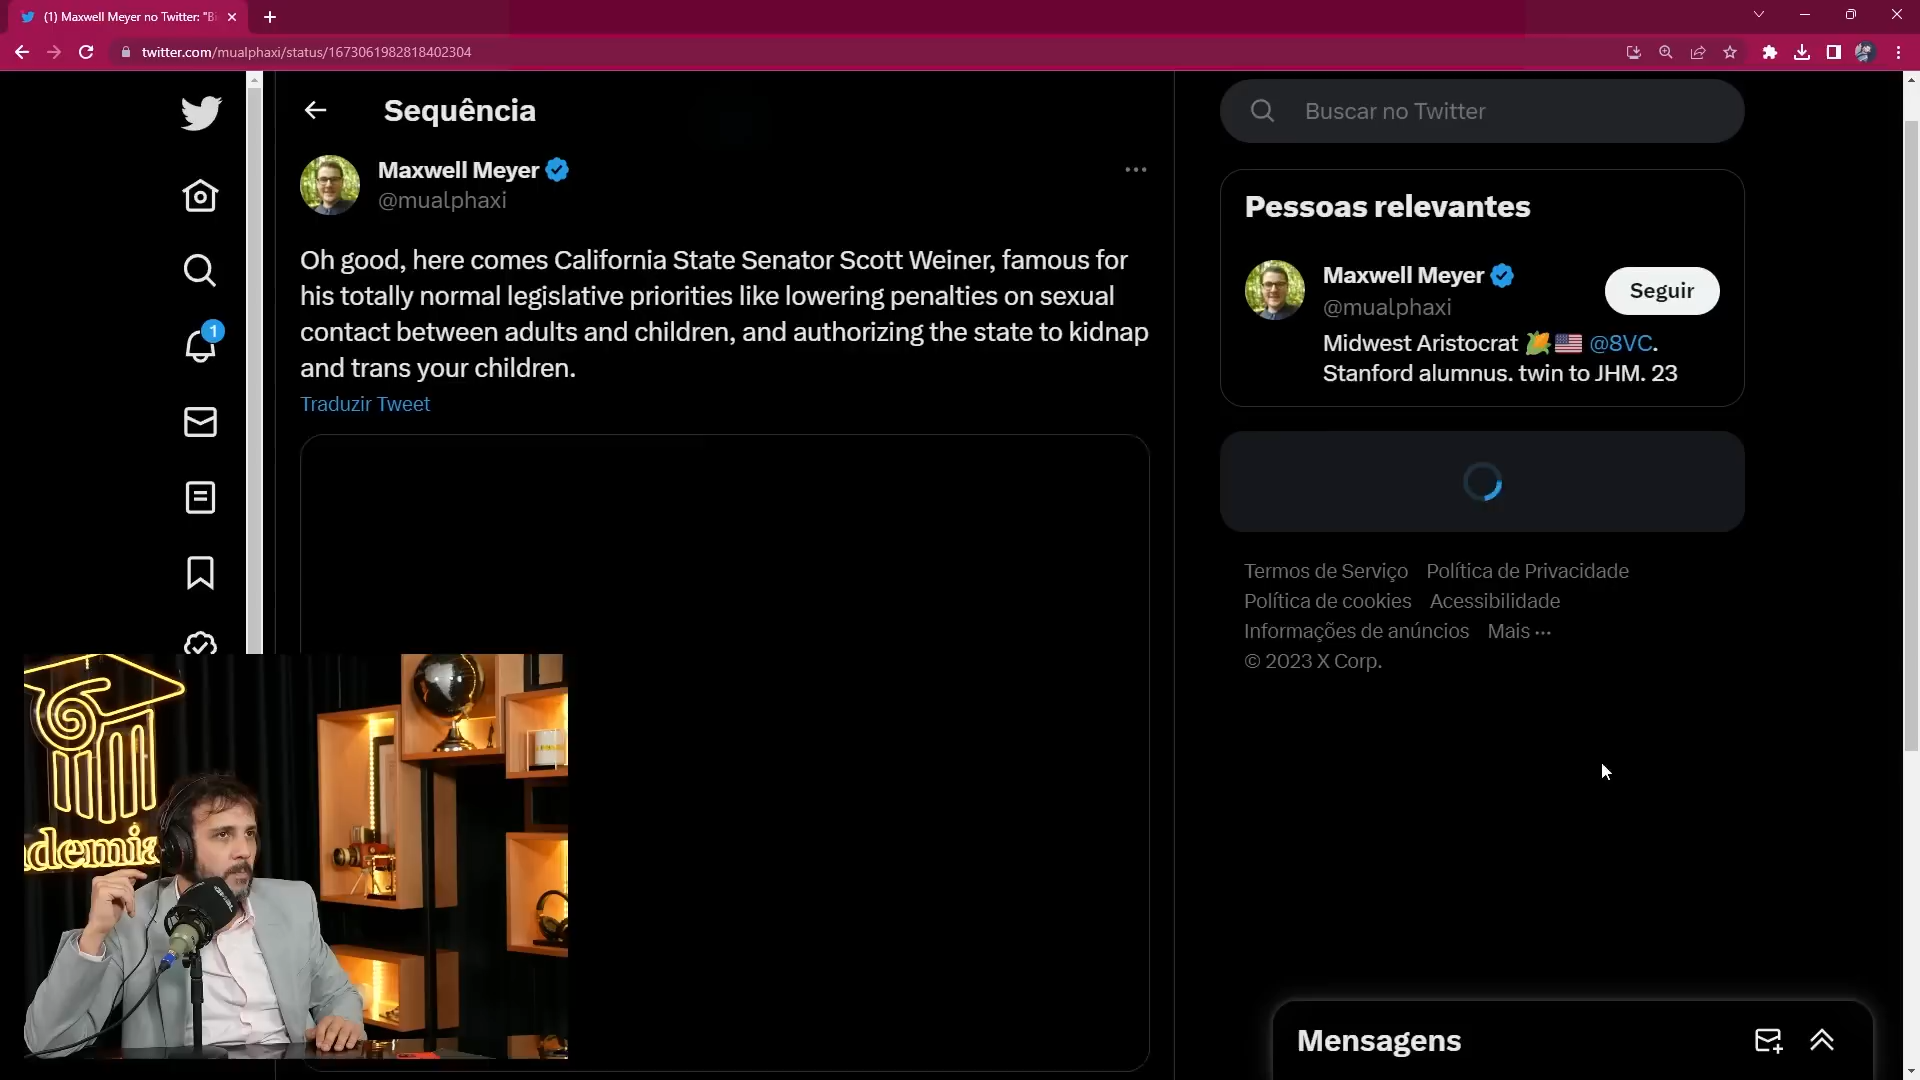 (1) Maxwell Meyer no Twitter: "Bi
twitter.com/mualphaxi/status/1673061982818402304
Sequência
Buscar no Twitter
Maxwell Meyer
@mualphaxi
Oh good, here comes California State Senator Scott Weiner, famous for
his totally normal legislative priorities like lowering penalties on sexual
contact between adults and children, and authorizing the state to kidnap
and trans your children.
Traduzir Tweet
1
Pessoas relevantes
Maxwell Meyer
@mualphaxi
Seguir
Midwest Aristocrat 🌽🇺🇸 @8VC.
Stanford alumnus. twin to JHM. 23
Termos de Serviço Política de Privacidade
Política de cookies Acessibilidade
Informações de anúncios Mais ···
© 2023 X Corp.
ademia
Mensagens